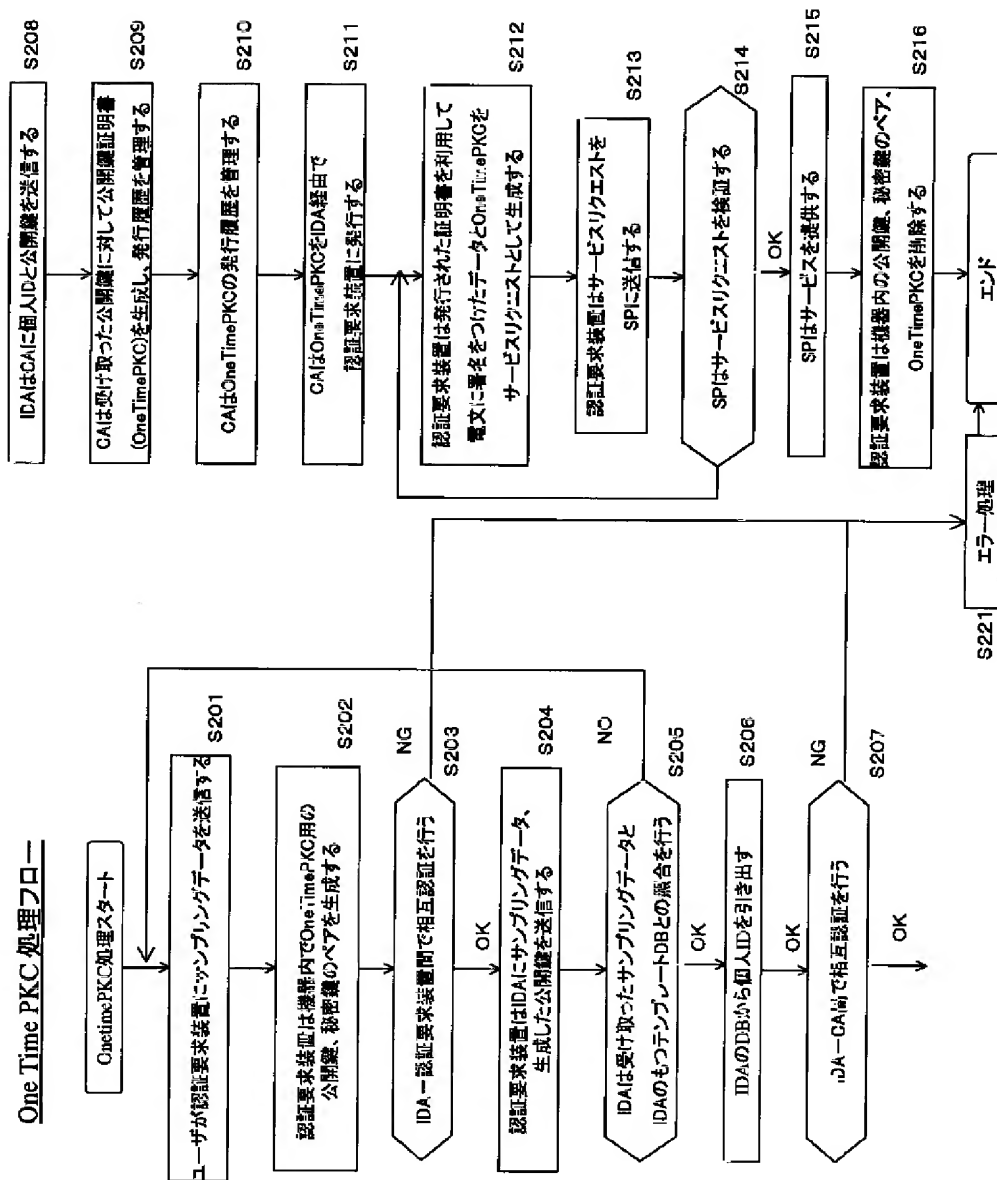 One Time PKC 処理フロー
OnetimePKC処理スタート
ユーザが認証要求装置にサンプリングデータを送信する
S201
認証要求装置は機器内でOneTimePKC用の
公開鍵、秘密鍵のペアを生成する
S202
IDA－認証要求装置間で相互認証を行う
NG
S203
OK
認証要求装置はIDAにサンプリングデータ、
生成した公開鍵を送信する
S204
IDAは受け取ったサンプリングデータと
IDAのもつテンプレートDBとの照合を行う
NO
S205
OK
IDAのDBから個人IDを引き出す
S206
OK
IDA－CA間で相互認証を行う
NG
S207
OK
IDAはCAに個人IDと公開鍵を送信する
S208
CAは受け取った公開鍵に対して公開鍵証明書
(OneTimePKC)を生成し、発行履歴を管理する
S209
CAはOneTimePKCの発行履歴を管理する
S210
CAはOneTimePKCをIDA経由で
認証要求装置に発行する
S211
認証要求装置は発行された証明書を利用して
電文に署名をつけたデータとOneTimePKCを
サービスリクエストとして生成する
S212
認証要求装置はサービスリクエストを
SPに送信する
S213
SPはサービスリクエストを検証する
S214
OK
SPはサービスを提供する
S215
認証要求装置は機器内の公開鍵、秘密鍵のペア、
OneTimePKCを削除する
S216
エラー処理
S221
エンド